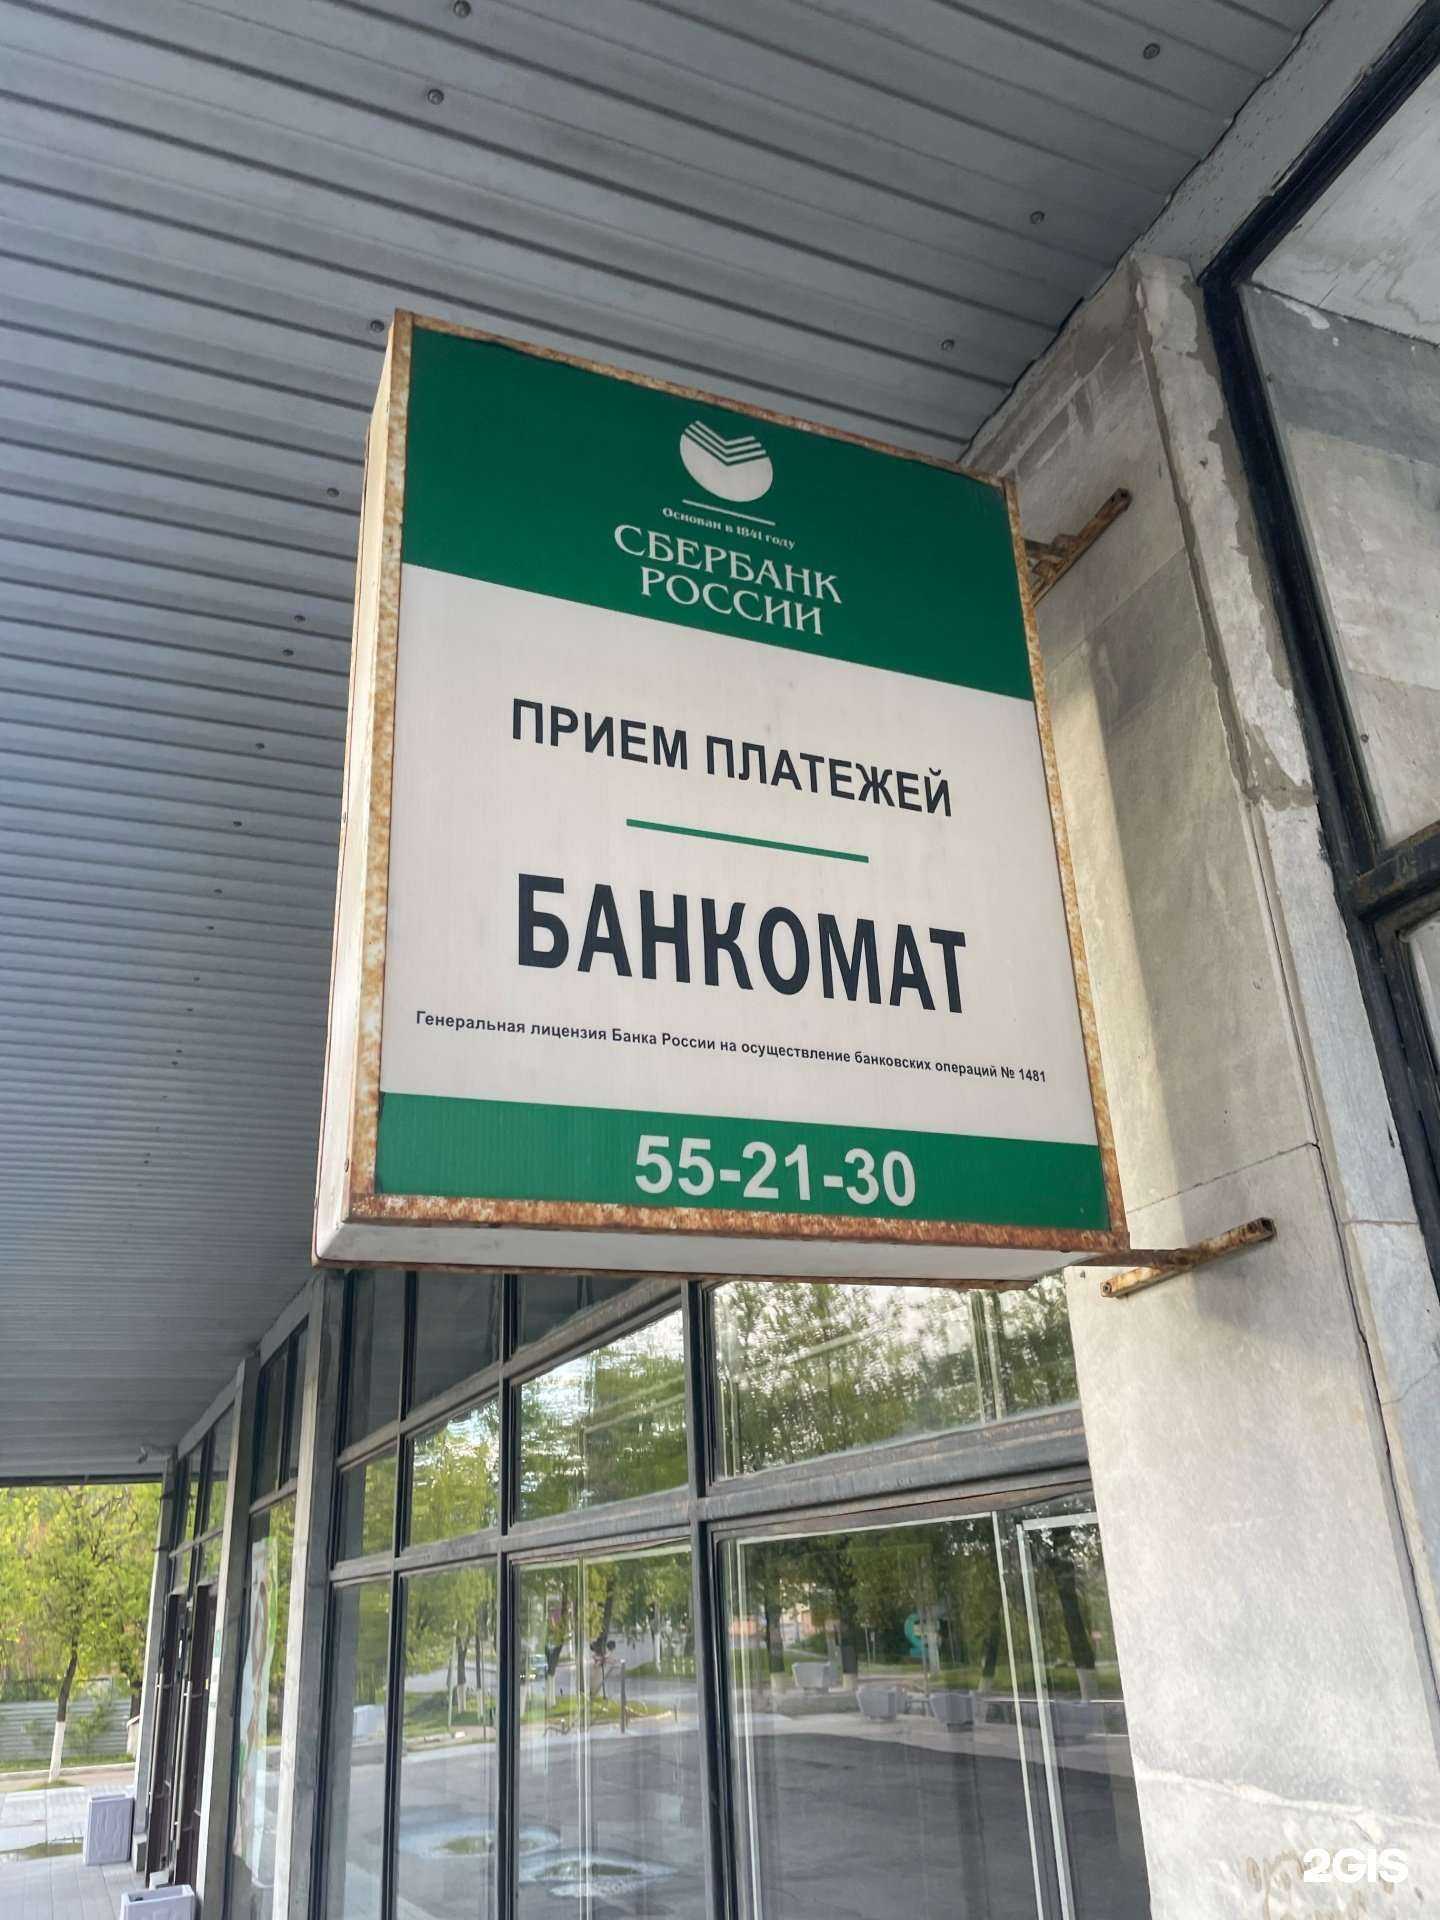 Основан в 1841 году
СБЕРБАНК
РОССИИ
ПРИЕМ ПЛАТЕЖЕЙ
БАНКОМАТ
Генеральная лицензия Банка России на осуществление банковских операций № 1481
55-21-30
2GIS